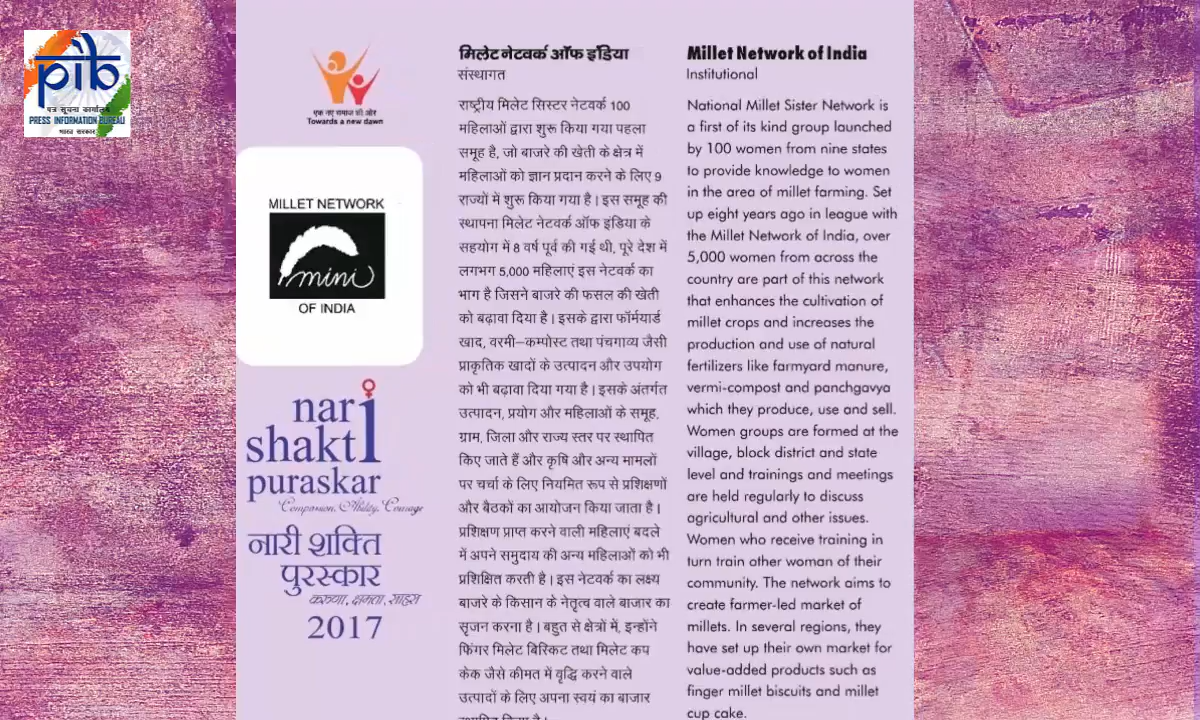 पीआईबी
पत्र सूचना कार्यालय
PRESS INFORMATION BUREAU
भारत सरकार
एक नए समाज की ओर
Towards a new dawn
MILLET NETWORK
mini
OF INDIA
nari
shakti
puraskar
Compassion, Ability, Courage
नारी शक्ति
पुरस्कार
करुणा, क्षमता, साहस
2017
मिलेट नेटवर्क ऑफ इंडिया
संस्थागत
राष्ट्रीय मिलेट सिस्टर नेटवर्क 100
महिलाओं द्वारा शुरू किया गया पहला
समूह है, जो बाजरे की खेती के क्षेत्र में
महिलाओं को ज्ञान प्रदान करने के लिए 9
राज्यों में शुरू किया गया है। इस समूह की
स्थापना मिलेट नेटवर्क ऑफ इंडिया के
सहयोग में 8 वर्ष पूर्व की गई थी, पूरे देश में
लगभग 5,000 महिलाएं इस नेटवर्क का
भाग है जिसने बाजरे की फसल की खेती
को बढ़ावा दिया है। इसके द्वारा फॉर्मयार्ड
खाद, वरमी–कम्पोस्ट तथा पंचगाव्य जैसी
प्राकृतिक खादों के उत्पादन और उपयोग
को भी बढ़ावा दिया गया है। इसके अंतर्गत
उत्पादन, प्रयोग और महिलाओं के समूह,
ग्राम, जिला और राज्य स्तर पर स्थापित
किए जाते हैं और कृषि और अन्य मामलों
पर चर्चा के लिए नियमित रूप से प्रशिक्षणों
और बैठकों का आयोजन किया जाता है।
प्रशिक्षण प्राप्त करने वाली महिलाएं बदले
में अपने समुदाय की अन्य महिलाओं को भी
प्रशिक्षित करती है। इस नेटवर्क का लक्ष्य
बाजरे के किसान के नेतृत्व वाले बाजार का
सृजन करना है। बहुत से क्षेत्रों में, इन्होंने
फिंगर मिलेट बिस्किट तथा मिलेट कप
केक जैसे कीमत में वृद्धि करने वाले
उत्पादों के लिए अपना स्वयं का बाजार
स्थापित किया है।
Millet Network of India
Institutional
National Millet Sister Network is
a first of its kind group launched
by 100 women from nine states
to provide knowledge to women
in the area of millet farming. Set
up eight years ago in league with
the Millet Network of India, over
5,000 women from across the
country are part of this network
that enhances the cultivation of
millet crops and increases the
production and use of natural
fertilizers like farmyard manure,
vermi-compost and panchgavya
which they produce, use and sell.
Women groups are formed at the
village, block district and state
level and trainings and meetings
are held regularly to discuss
agricultural and other issues.
Women who receive training in
turn train other woman of their
community. The network aims to
create farmer-led market of
millets. In several regions, they
have set up their own market for
value-added products such as
finger millet biscuits and millet
cup cake.